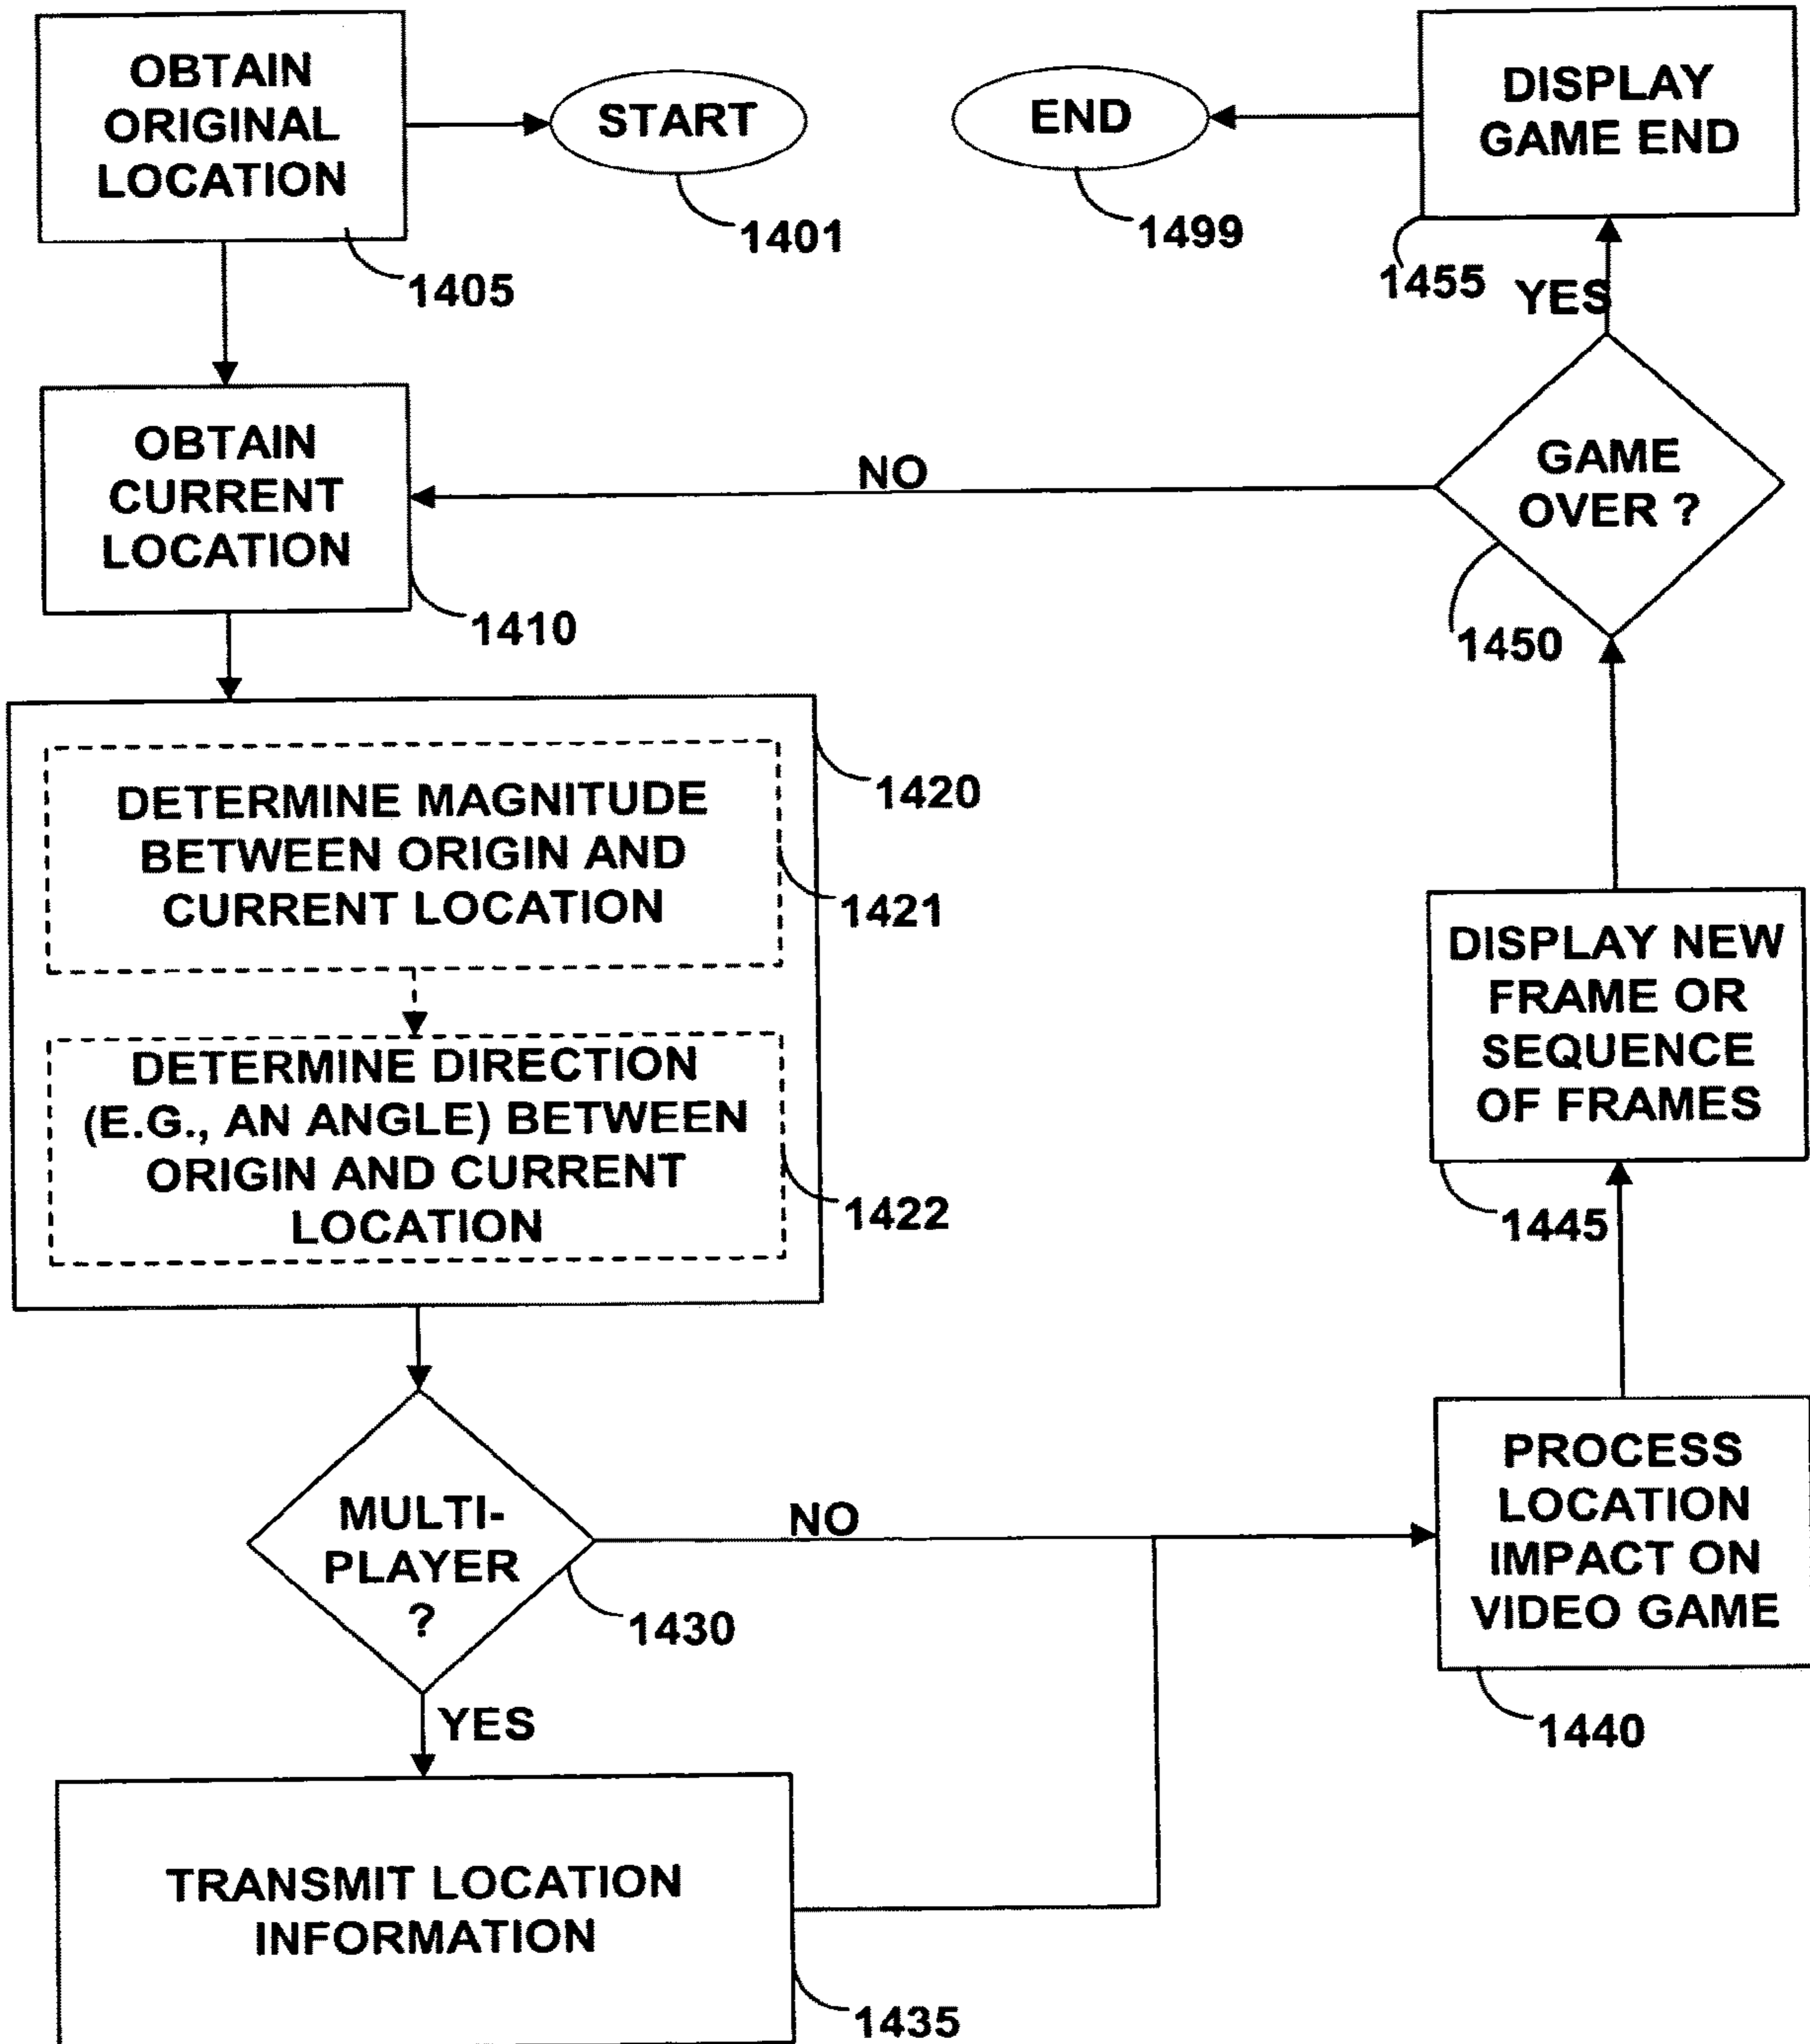 OBTAIN
ORIGINAL
LOCATION
1405
START
1401
END
1499
DISPLAY
GAME END
1455
YES
OBTAIN
CURRENT
LOCATION
1410
NO
GAME
OVER ?
1450
1420
DETERMINE MAGNITUDE
BETWEEN ORIGIN AND
CURRENT LOCATION
1421
DETERMINE DIRECTION
(E.G., AN ANGLE) BETWEEN
ORIGIN AND CURRENT
LOCATION
1422
DISPLAY NEW
FRAME OR
SEQUENCE
OF FRAMES
1445
MULTI-
PLAYER
?
1430
NO
YES
PROCESS
LOCATION
IMPACT ON
VIDEO GAME
1440
TRANSMIT LOCATION
INFORMATION
1435